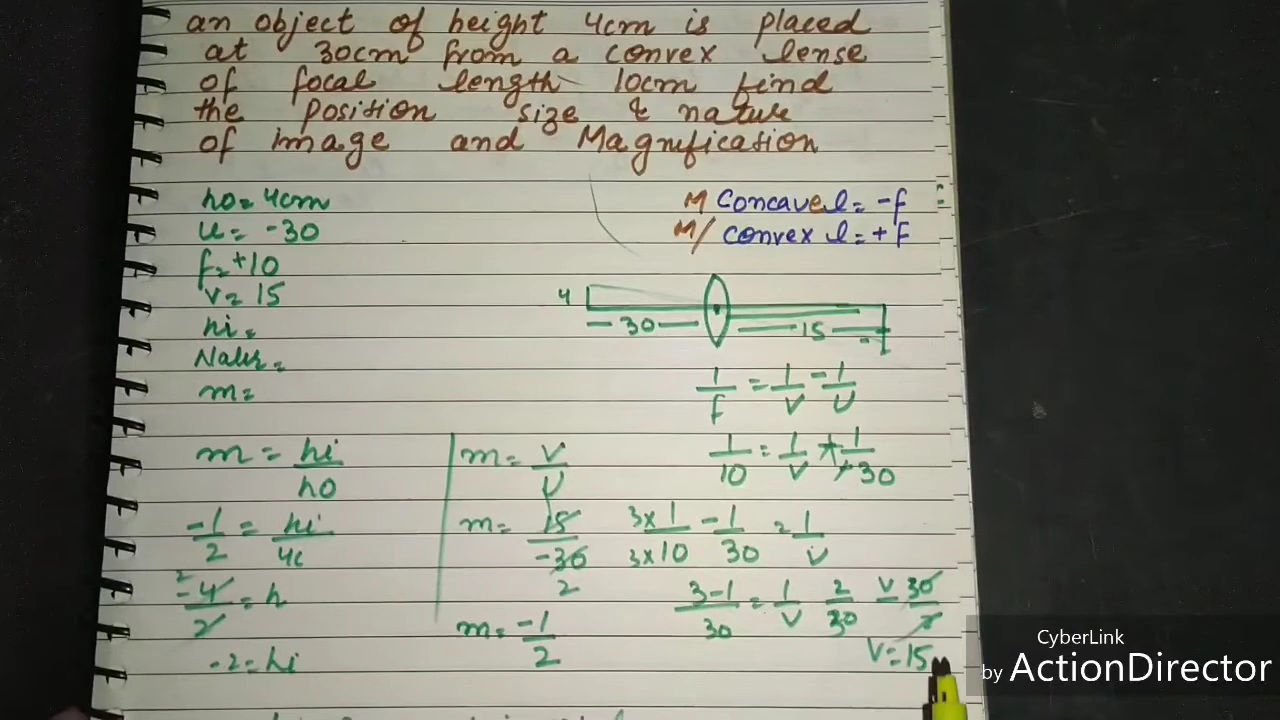 an object of height 4cm is placed
at 30cm from a convex lense
of focal length 10cm find
the position size & nature
of image and Magnification
ho = 4cm
u = -30
f = +10
v = 15
hi =
m =
M Concave l = -f
M/ convex l = +f
4
30
15
1/f = 1/v - 1/u
1/10 = 1/v + 1/+30
3x1/3x10 - 1/30 = 1/v
3-1/30 = 1/v 2/30 v 30/2
V = 15
m = hi/ho
-1/2 = hi/4
-4/2 = h
-2 = hi
m = v/u
m = 15/-30
2
m = -1/2
CyberLink
by ActionDirector